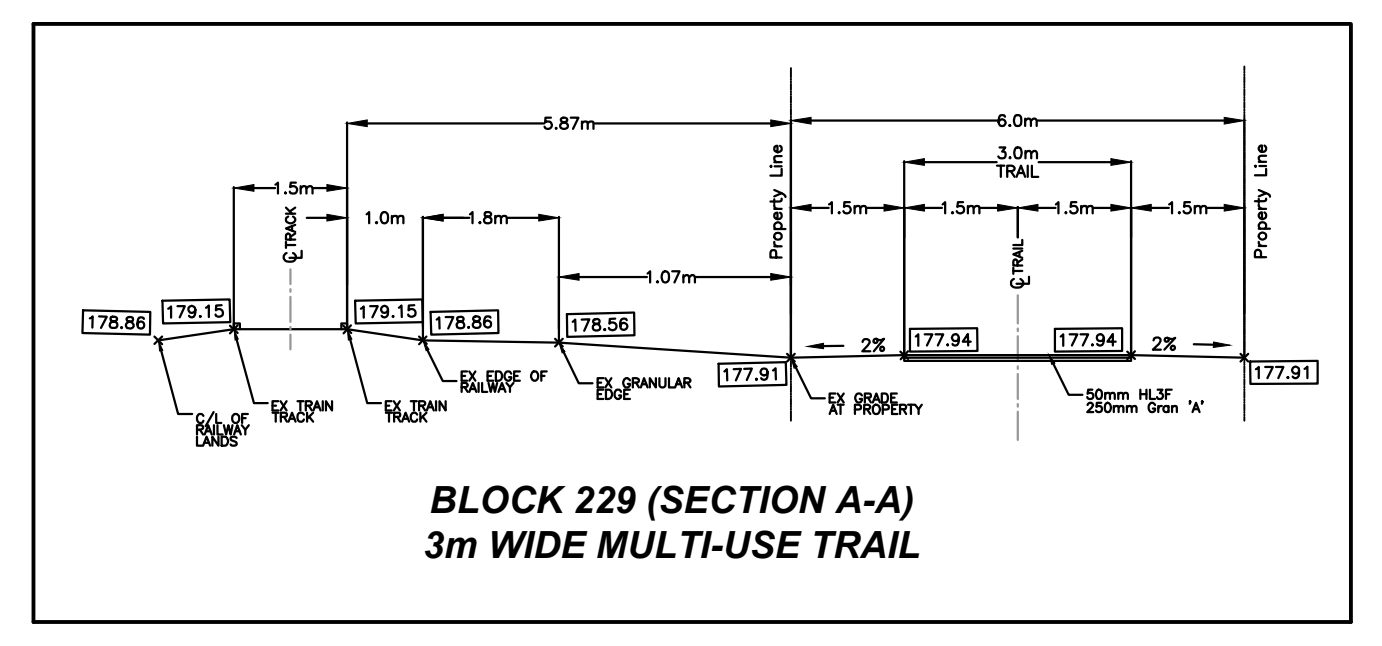 5.87m
6.0m
3.0m
TRAIL
1.5m
1.0m
1.8m
1.5m
1.5m
1.5m
1.5m
1.07m
℄ TRACK
Property Line
℄ TRAIL
Property Line
178.86
179.15
179.15
178.86
178.56
177.91
2%
177.94
177.94
2%
177.91
C/L OF
RAILWAY
LANDS
EX TRAIN
TRACK
EX TRAIN
TRACK
EX EDGE OF
RAILWAY
EX GRANULAR
EDGE
EX GRADE
AT PROPERTY
50mm HL3F
250mm Gran 'A'
BLOCK 229 (SECTION A-A)
3m WIDE MULTI-USE TRAIL